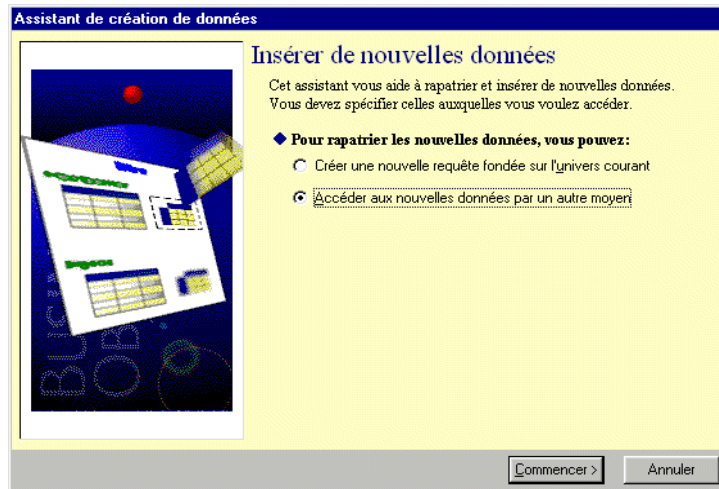 Assistant de création de données
Insérer de nouvelles données
Cet assistant vous aide à rapatrier et insérer de nouvelles données.
Vous devez spécifier celles auxquelles vous voulez accéder.
Pour rapatrier les nouvelles données, vous pouvez:
Créer une nouvelle requête fondée sur l'univers courant
Accéder aux nouvelles données par un autre moyen
BUSI
OB
Commencer >
Annuler